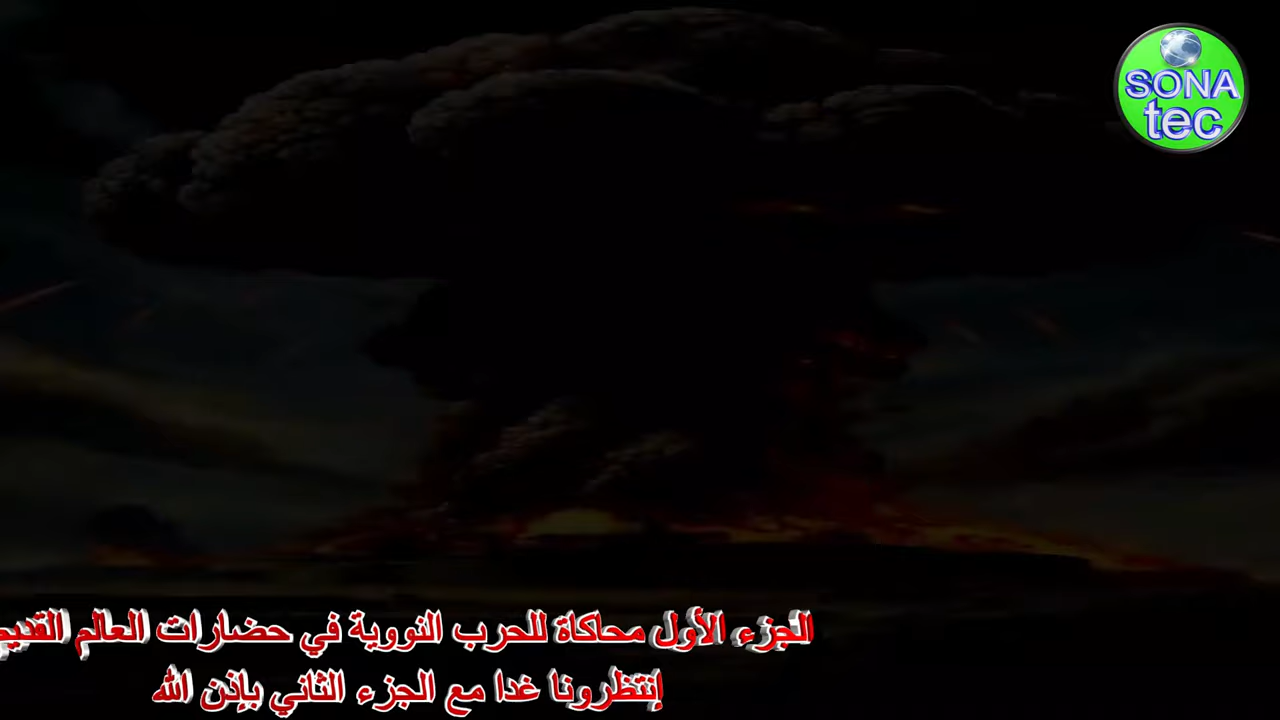 SONA
tec
الجزء الأول محاكاة للحرب النووية في حضارات العالم
إنتظرونا غدا مع الجزء الثاني بإذن الله